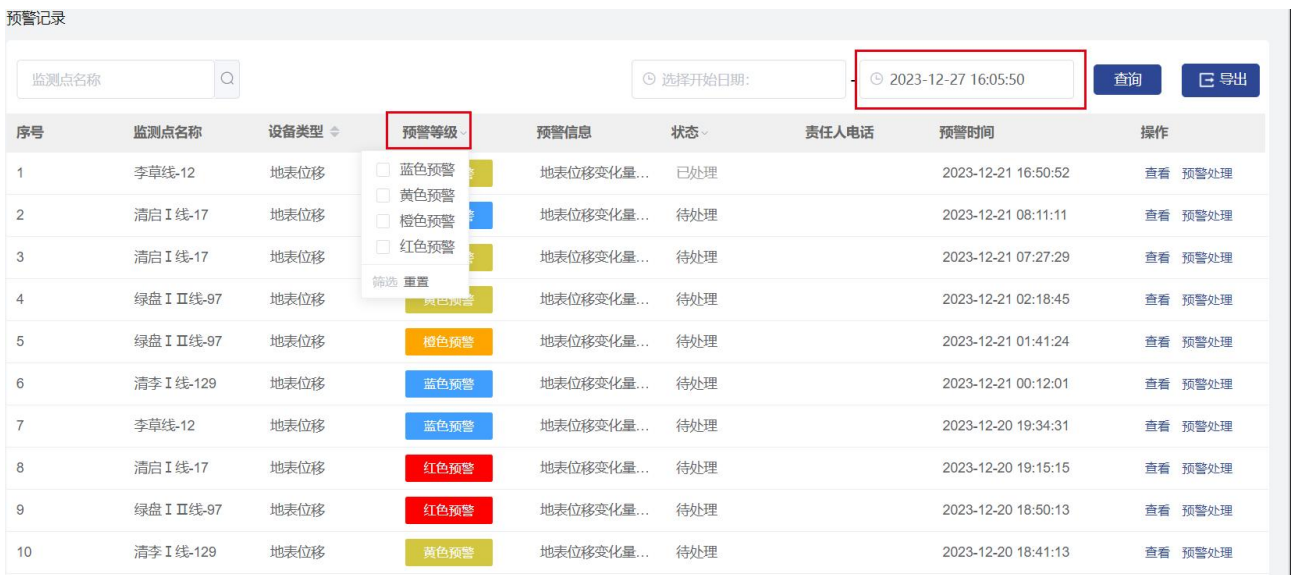 预警记录
监测点名称 选择开始日期： - 2023-12-27 16:05:50 查询 导出
序号 监测点名称 设备类型 预警等级 预警信息 状态 责任人电话 预警时间 操作
1 李草线-12 地表位移 蓝色预警 地表位移变化量... 已处理 2023-12-21 16:50:52 查看 预警处理
黄色预警
2 清启Ⅰ线-17 地表位移 橙色预警 地表位移变化量... 待处理 2023-12-21 08:11:11 查看 预警处理
红色预警
3 清启Ⅰ线-17 地表位移 地表位移变化量... 待处理 2023-12-21 07:27:29 查看 预警处理
筛选 重置
4 绿盘ⅠⅡ线-97 地表位移 黄色预警 地表位移变化量... 待处理 2023-12-21 02:18:45 查看 预警处理
5 绿盘ⅠⅡ线-97 地表位移 橙色预警 地表位移变化量... 待处理 2023-12-21 01:41:24 查看 预警处理
6 清李Ⅰ线-129 地表位移 蓝色预警 地表位移变化量... 待处理 2023-12-21 00:12:01 查看 预警处理
7 李草线-12 地表位移 蓝色预警 地表位移变化量... 待处理 2023-12-20 19:34:31 查看 预警处理
8 清启Ⅰ线-17 地表位移 红色预警 地表位移变化量... 待处理 2023-12-20 19:15:15 查看 预警处理
9 绿盘ⅠⅡ线-97 地表位移 红色预警 地表位移变化量... 待处理 2023-12-20 18:50:13 查看 预警处理
10 清李Ⅰ线-129 地表位移 黄色预警 地表位移变化量... 待处理 2023-12-20 18:41:13 查看 预警处理